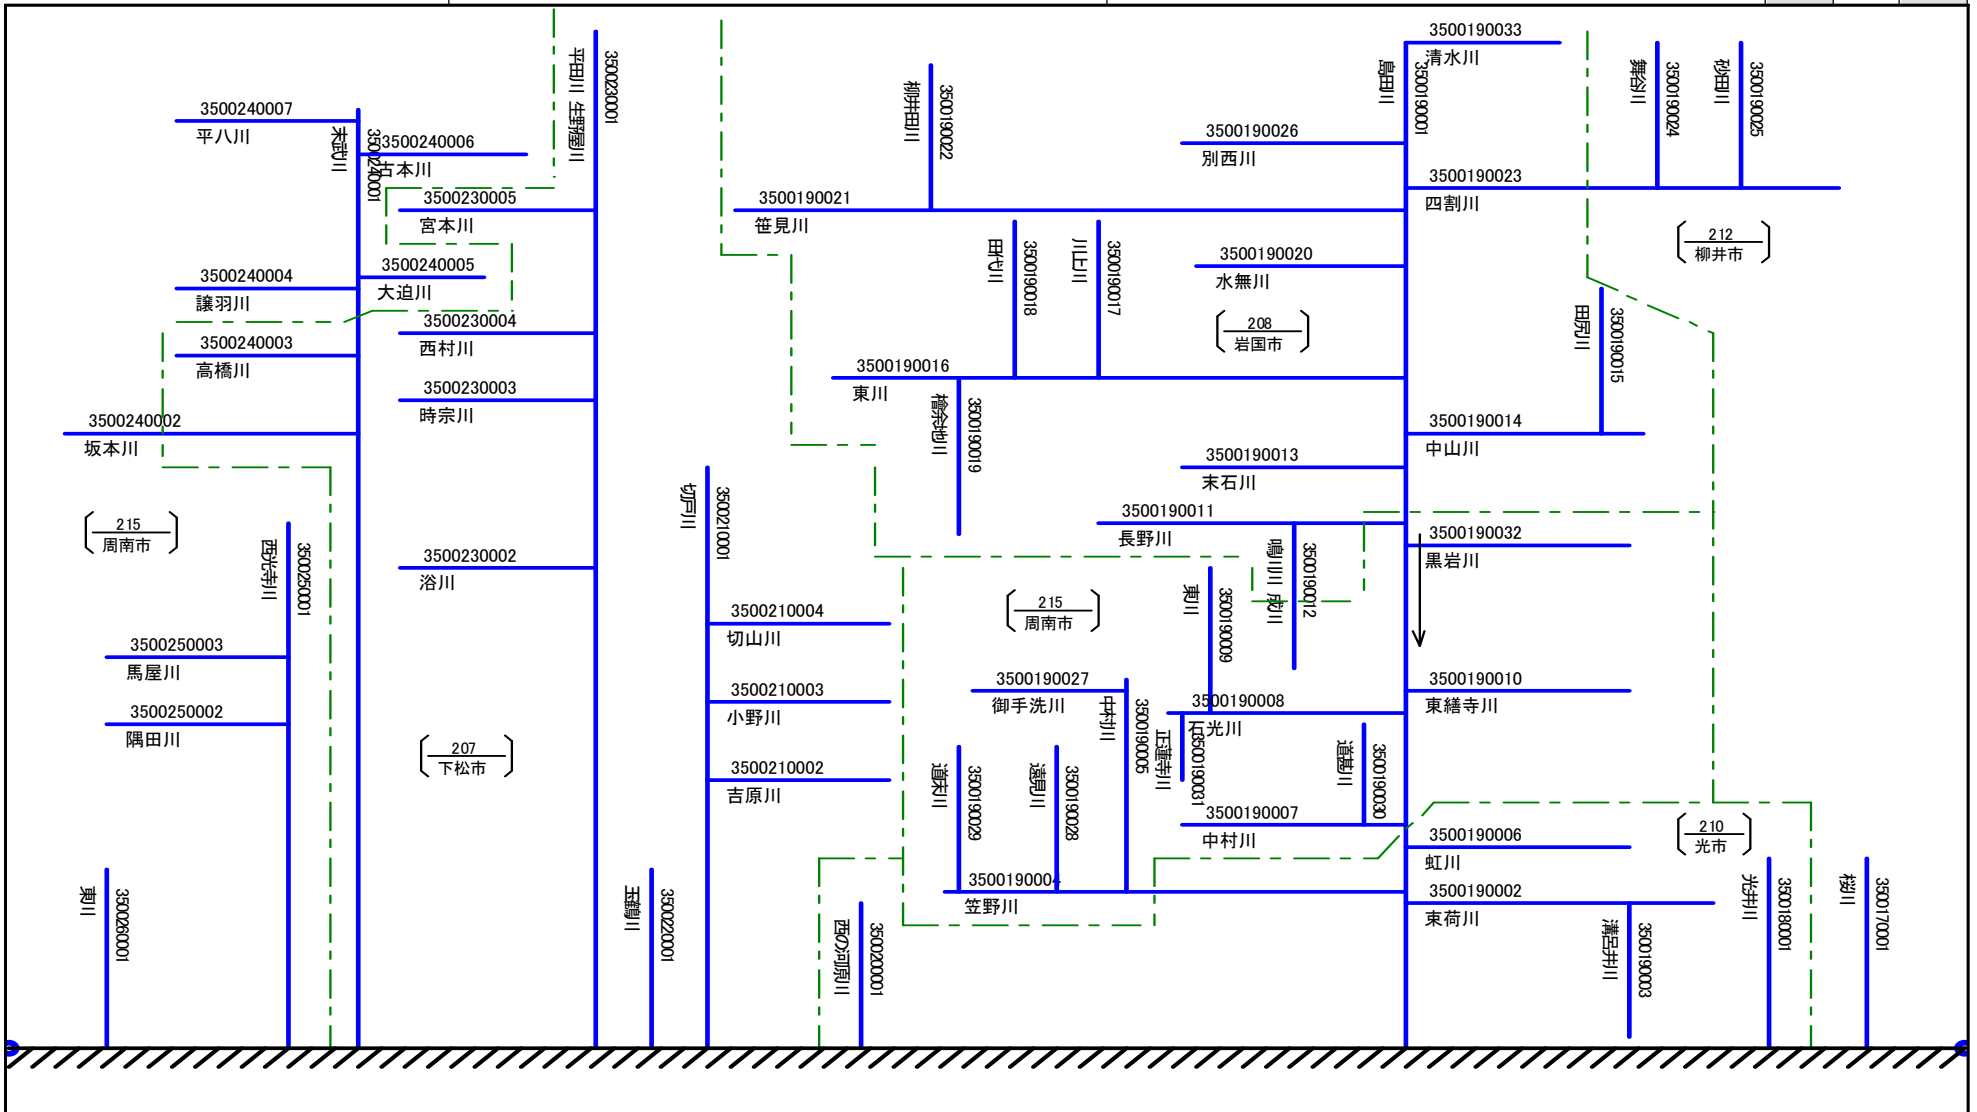 3500240007
平八川
末武川
3500240001
3500240006
古本川
3500230005
宮本川
3500240004
譲羽川
3500240005
大迫川
3500240003
高橋川
3500230004
西村川
3500230003
時宗川
3500240002
坂本川
3500230002
浴川
215
周南市
西光寺川
3500250001
3500250003
馬屋川
3500250002
隅田川
207
下松市
東川
3500260001
平田川 生野屋川
3500230001
玉鶴川
3500220001
切戸川
3500210001
3500210004
切山川
3500210003
小野川
3500210002
吉原川
西の河原川
3500200001
柳井田川
3500190022
3500190021
笹見川
島田川
3500190001
3500190033
清水川
3500190026
別西川
舞谷川
3500190024
砂田川
3500190025
3500190023
四割川
212
柳井市
田代川
3500190018
川上川
3500190017
3500190020
水無川
208
岩国市
3500190016
東川
檜余地川
3500190019
田尻川
3500190015
3500190014
中山川
3500190013
末石川
3500190011
長野川
鳴川川 成川
3500190012
3500190032
黒岩川
215
周南市
東川
3500190009
3500190027
御手洗川
中村川
3500190005
3500190008
石光川
正蓮寺川
3500190031
3500190010
東繕寺川
道末川
3500190029
遠見川
3500190028
道甚川
3500190030
3500190007
中村川
3500190004
笠野川
3500190006
虹川
3500190002
束荷川
溝呂井川
3500190003
210
光市
光井川
3500180001
桜川
3500170001